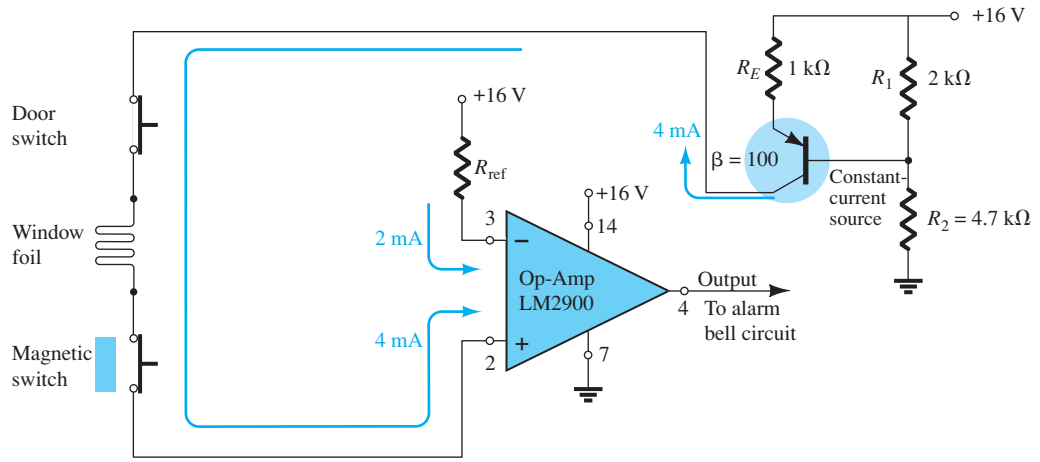 +16 V
R_E
1 kΩ
R_1
2 kΩ
Door
switch
+16 V
4 mA
β = 100
R_ref
Constant-
current
source
+16 V
R_2 = 4.7 kΩ
3
14
Window
foil
2 mA
−
Op-Amp
LM2900
Output
4
To alarm
bell circuit
4 mA
+
2
7
Magnetic
switch